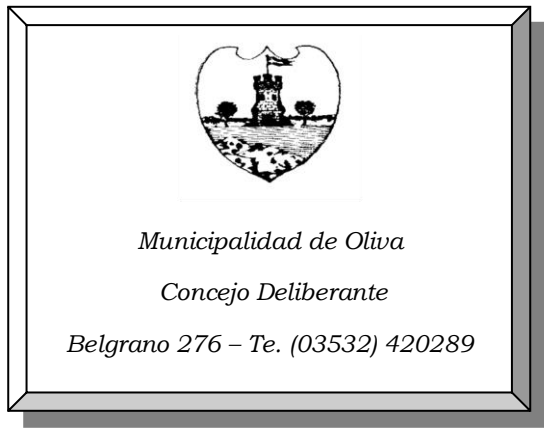 Municipalidad de Oliva
Concejo Deliberante
Belgrano 276 – Te. (03532) 420289